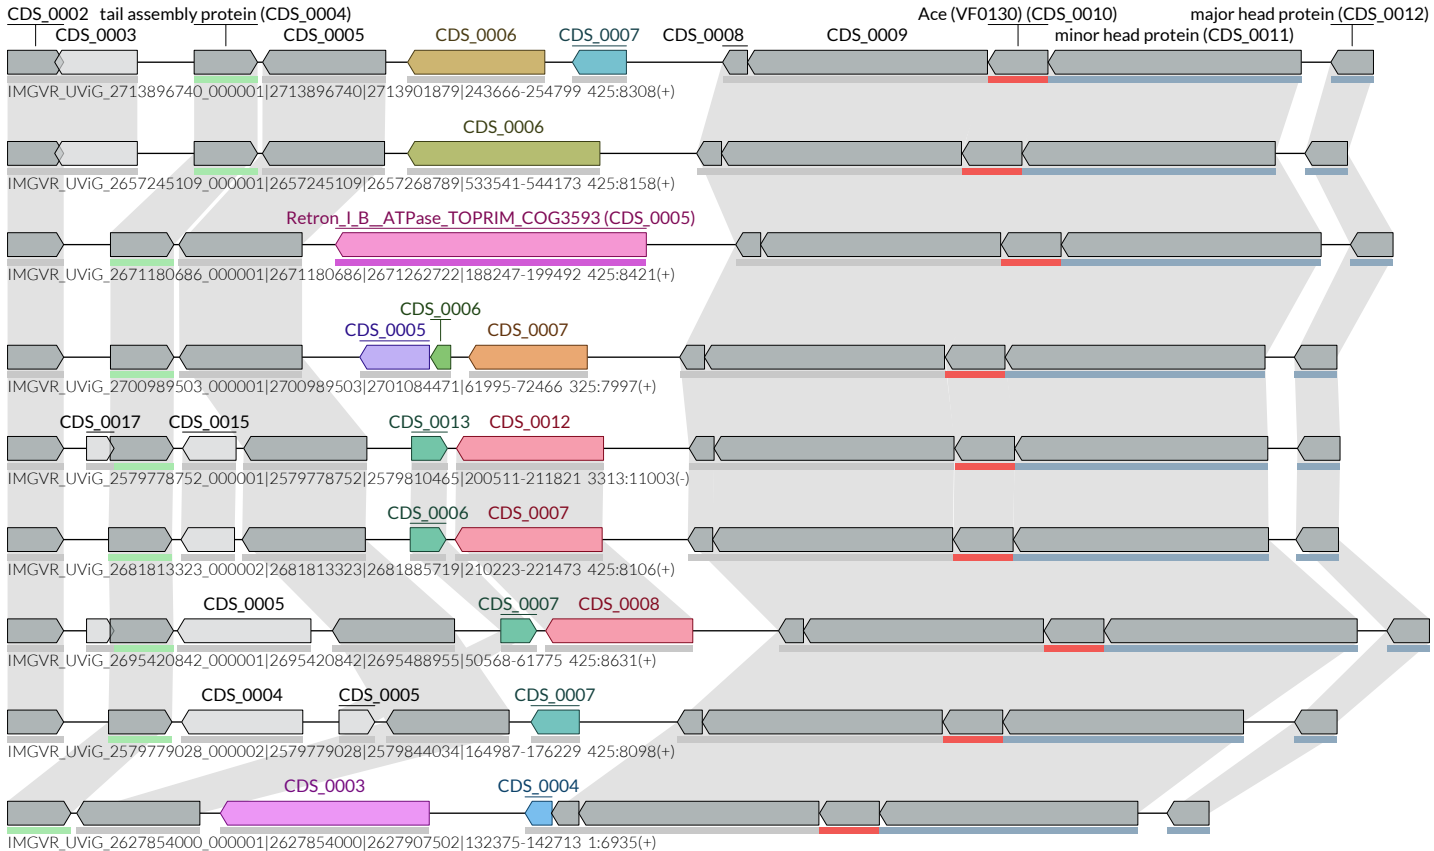 CDS_0002 tail assembly protein (CDS_0004) Ace (VF0130) (CDS_0010) major head protein (CDS_0012)
CDS_0003 CDS_0005 CDS_0006 CDS_0007 CDS_0008 CDS_0009 minor head protein (CDS_0011)
IMGVR_UViG_2713896740_000001|2713896740|2713901879|243666-254799 425:8308(+)
CDS_0006
IMGVR_UViG_2657245109_000001|2657245109|2657268789|533541-544173 425:8158(+)
Retron_I_B__ATPase_TOPRIM_COG3593 (CDS_0005)
IMGVR_UViG_2671180686_000001|2671180686|2671262722|188247-199492 425:8421(+)
CDS_0006
CDS_0005 CDS_0007
IMGVR_UViG_2700989503_000001|2700989503|2701084471|61995-72466 325:7997(+)
CDS_0017 CDS_0015 CDS_0013 CDS_0012
IMGVR_UViG_2579778752_000001|2579778752|2579810465|200511-211821 3313:11003(-)
CDS_0006 CDS_0007
IMGVR_UViG_2681813323_000002|2681813323|2681885719|210223-221473 425:8106(+)
CDS_0005 CDS_0007 CDS_0008
IMGVR_UViG_2695420842_000001|2695420842|2695488955|50568-61775 425:8631(+)
CDS_0004 CDS_0005 CDS_0007
IMGVR_UViG_2579779028_000002|2579779028|2579844034|164987-176229 425:8098(+)
CDS_0003 CDS_0004
IMGVR_UViG_2627854000_000001|2627854000|2627907502|132375-142713 1:6935(+)